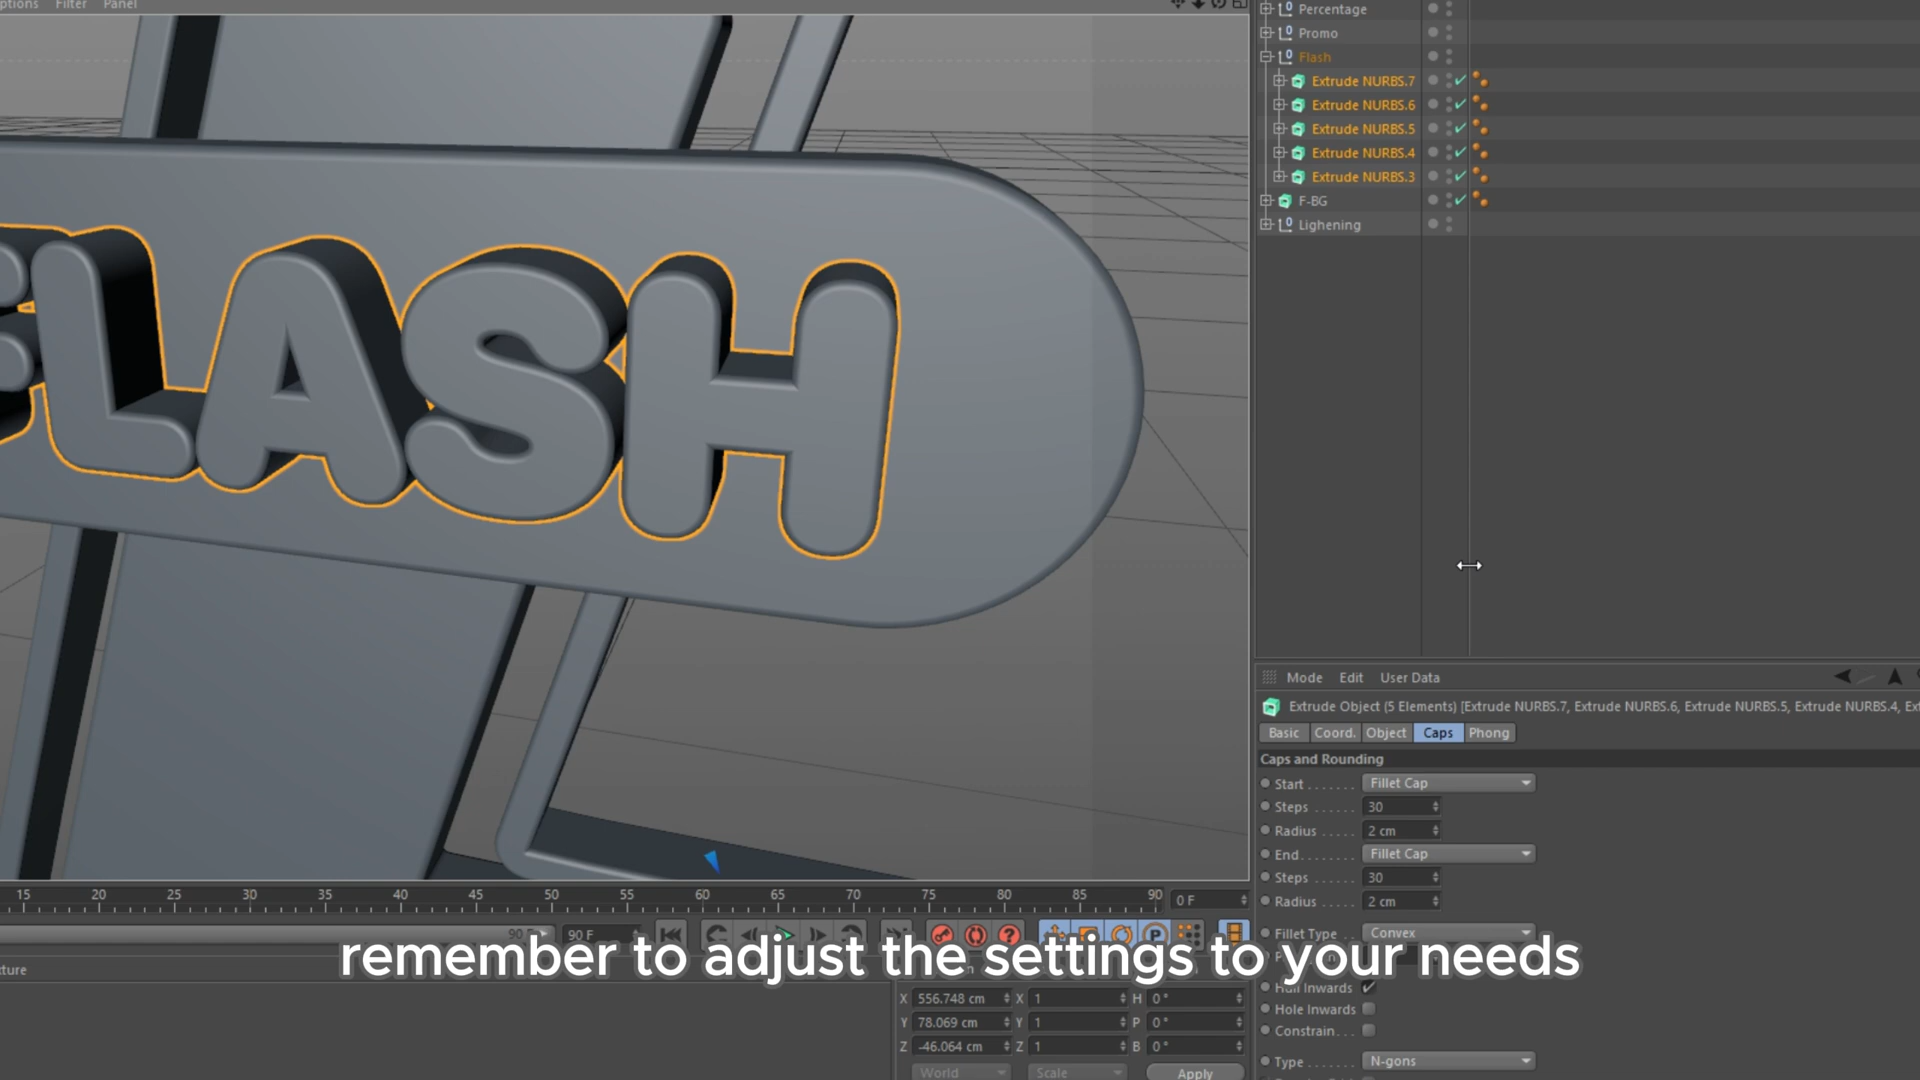 ptions Filter Panel
Percentage
Promo
Flash
Extrude NURBS.7
Extrude NURBS.6
Extrude NURBS.5
Extrude NURBS.4
Extrude NURBS.3
F-BG
Lighening
FLASH
Mode Edit User Data
Extrude Object (5 Elements) [Extrude NURBS.7, Extrude NURBS.6, Extrude NURBS.5, Extrude NURBS.4, Ex
Basic Coord. Object Caps Phong
Caps and Rounding
Start . . . . . . . Fillet Cap
Steps . . . . . . 30
Radius . . . . . 2 cm
End. . . . . . . . Fillet Cap
Steps . . . . . . 30
Radius . . . . . 2 cm
Fillet Type Convex
Hull Inwards
Hole Inwards
Constrain. . .
Type. . . . . . . N-gons
15 20 25 30 35 40 45 50 55 60 65 70 75 80 85 90 0 F
90 F 90 F
remember to adjust the settings to your needs
ture
X 556.748 cm X 1 H 0 °
Y 78.069 cm Y 1 P 0 °
Z -46.064 cm Z 1 B 0 °
World Scale Apply